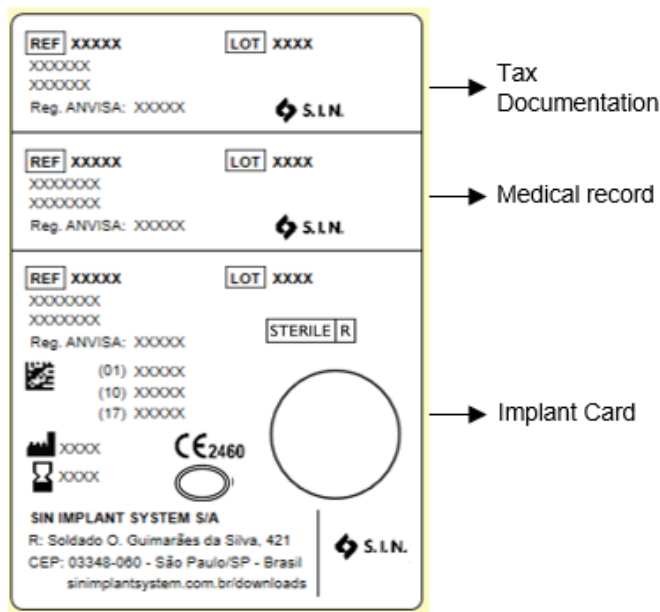 REF XXXXX LOT XXXX
XXXXXX
XXXXXX
Reg. ANVISA: XXXXX S.I.N.
Tax
Documentation
REF XXXXX LOT XXXX
XXXXXXX
XXXXXXX
Reg. ANVISA: XXXXX S.I.N.
Medical record
REF XXXXX LOT XXXX
XXXXXXX
XXXXXXX
Reg. ANVISA: XXXXX
STERILE R
(01) XXXXX
(10) XXXXX
(17) XXXXX
XXXX
CE2460
XXXX
Implant Card
SIN IMPLANT SYSTEM S/A
R: Soldado O. Guimarães da Silva, 421
CEP: 03348-060 - São Paulo/SP - Brasil
sinimplantsystem.com.br/downloads
S.I.N.